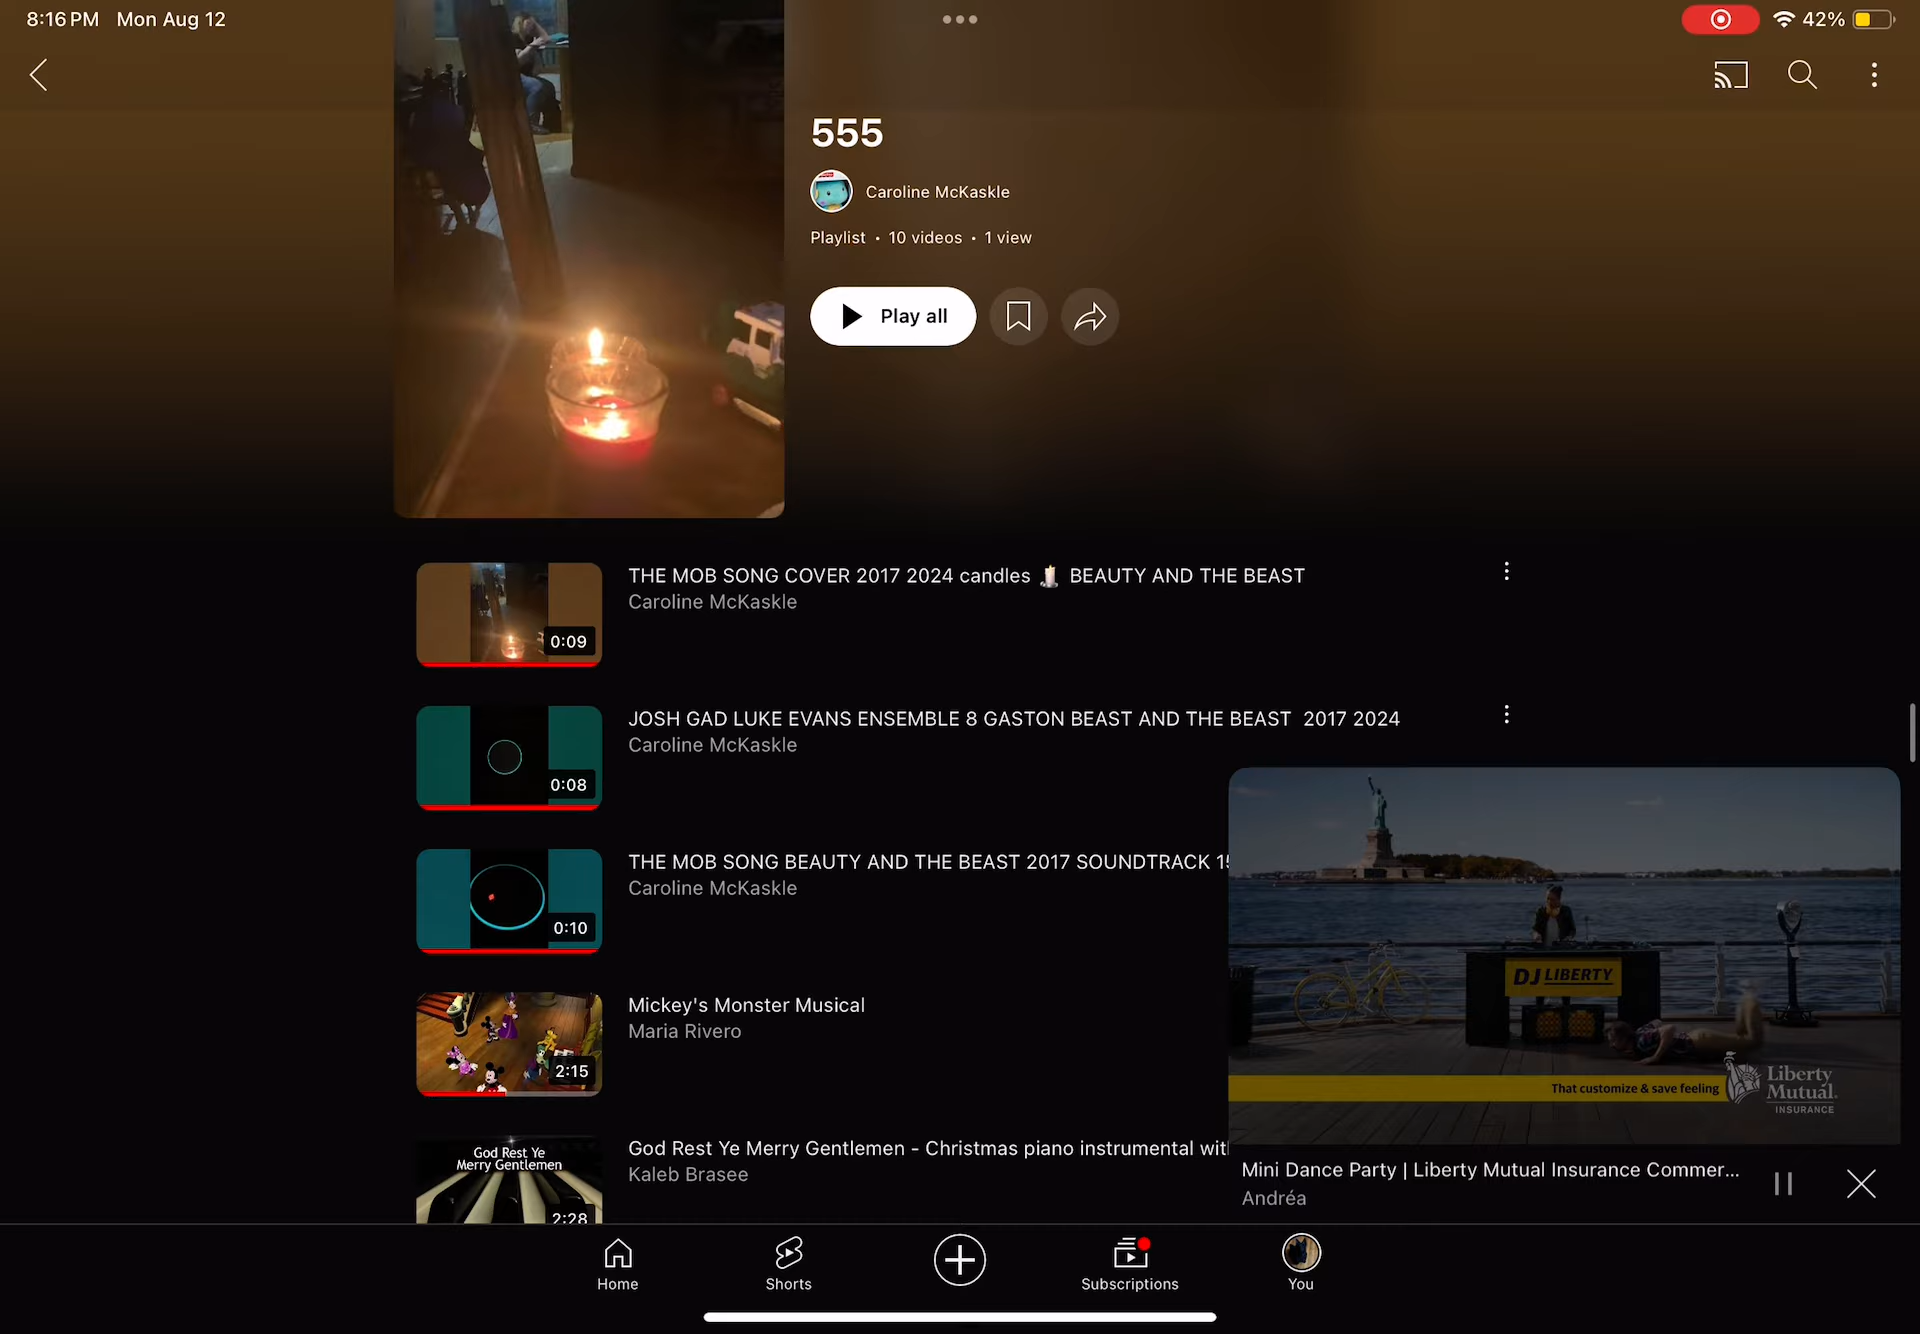 8:16 PM Mon Aug 12
42%
555
Caroline McKaskle
Playlist • 10 videos • 1 view
Play all
THE MOB SONG COVER 2017 2024 candles 🕯️ BEAUTY AND THE BEAST
Caroline McKaskle
0:09
JOSH GAD LUKE EVANS ENSEMBLE 8 GASTON BEAST AND THE BEAST 2017 2024
Caroline McKaskle
0:08
THE MOB SONG BEAUTY AND THE BEAST 2017 SOUNDTRACK
Caroline McKaskle
0:10
Mickey's Monster Musical
Maria Rivero
2:15
God Rest Ye Merry Gentlemen - Christmas piano instrumental
Kaleb Brasee
God Rest Ye
Merry Gentlemen
2:28
DJ LIBERTY
That customize & save feeling
Liberty
Mutual.
INSURANCE
Mini Dance Party | Liberty Mutual Insurance Commer...
Andréa
Home
Shorts
Subscriptions
You